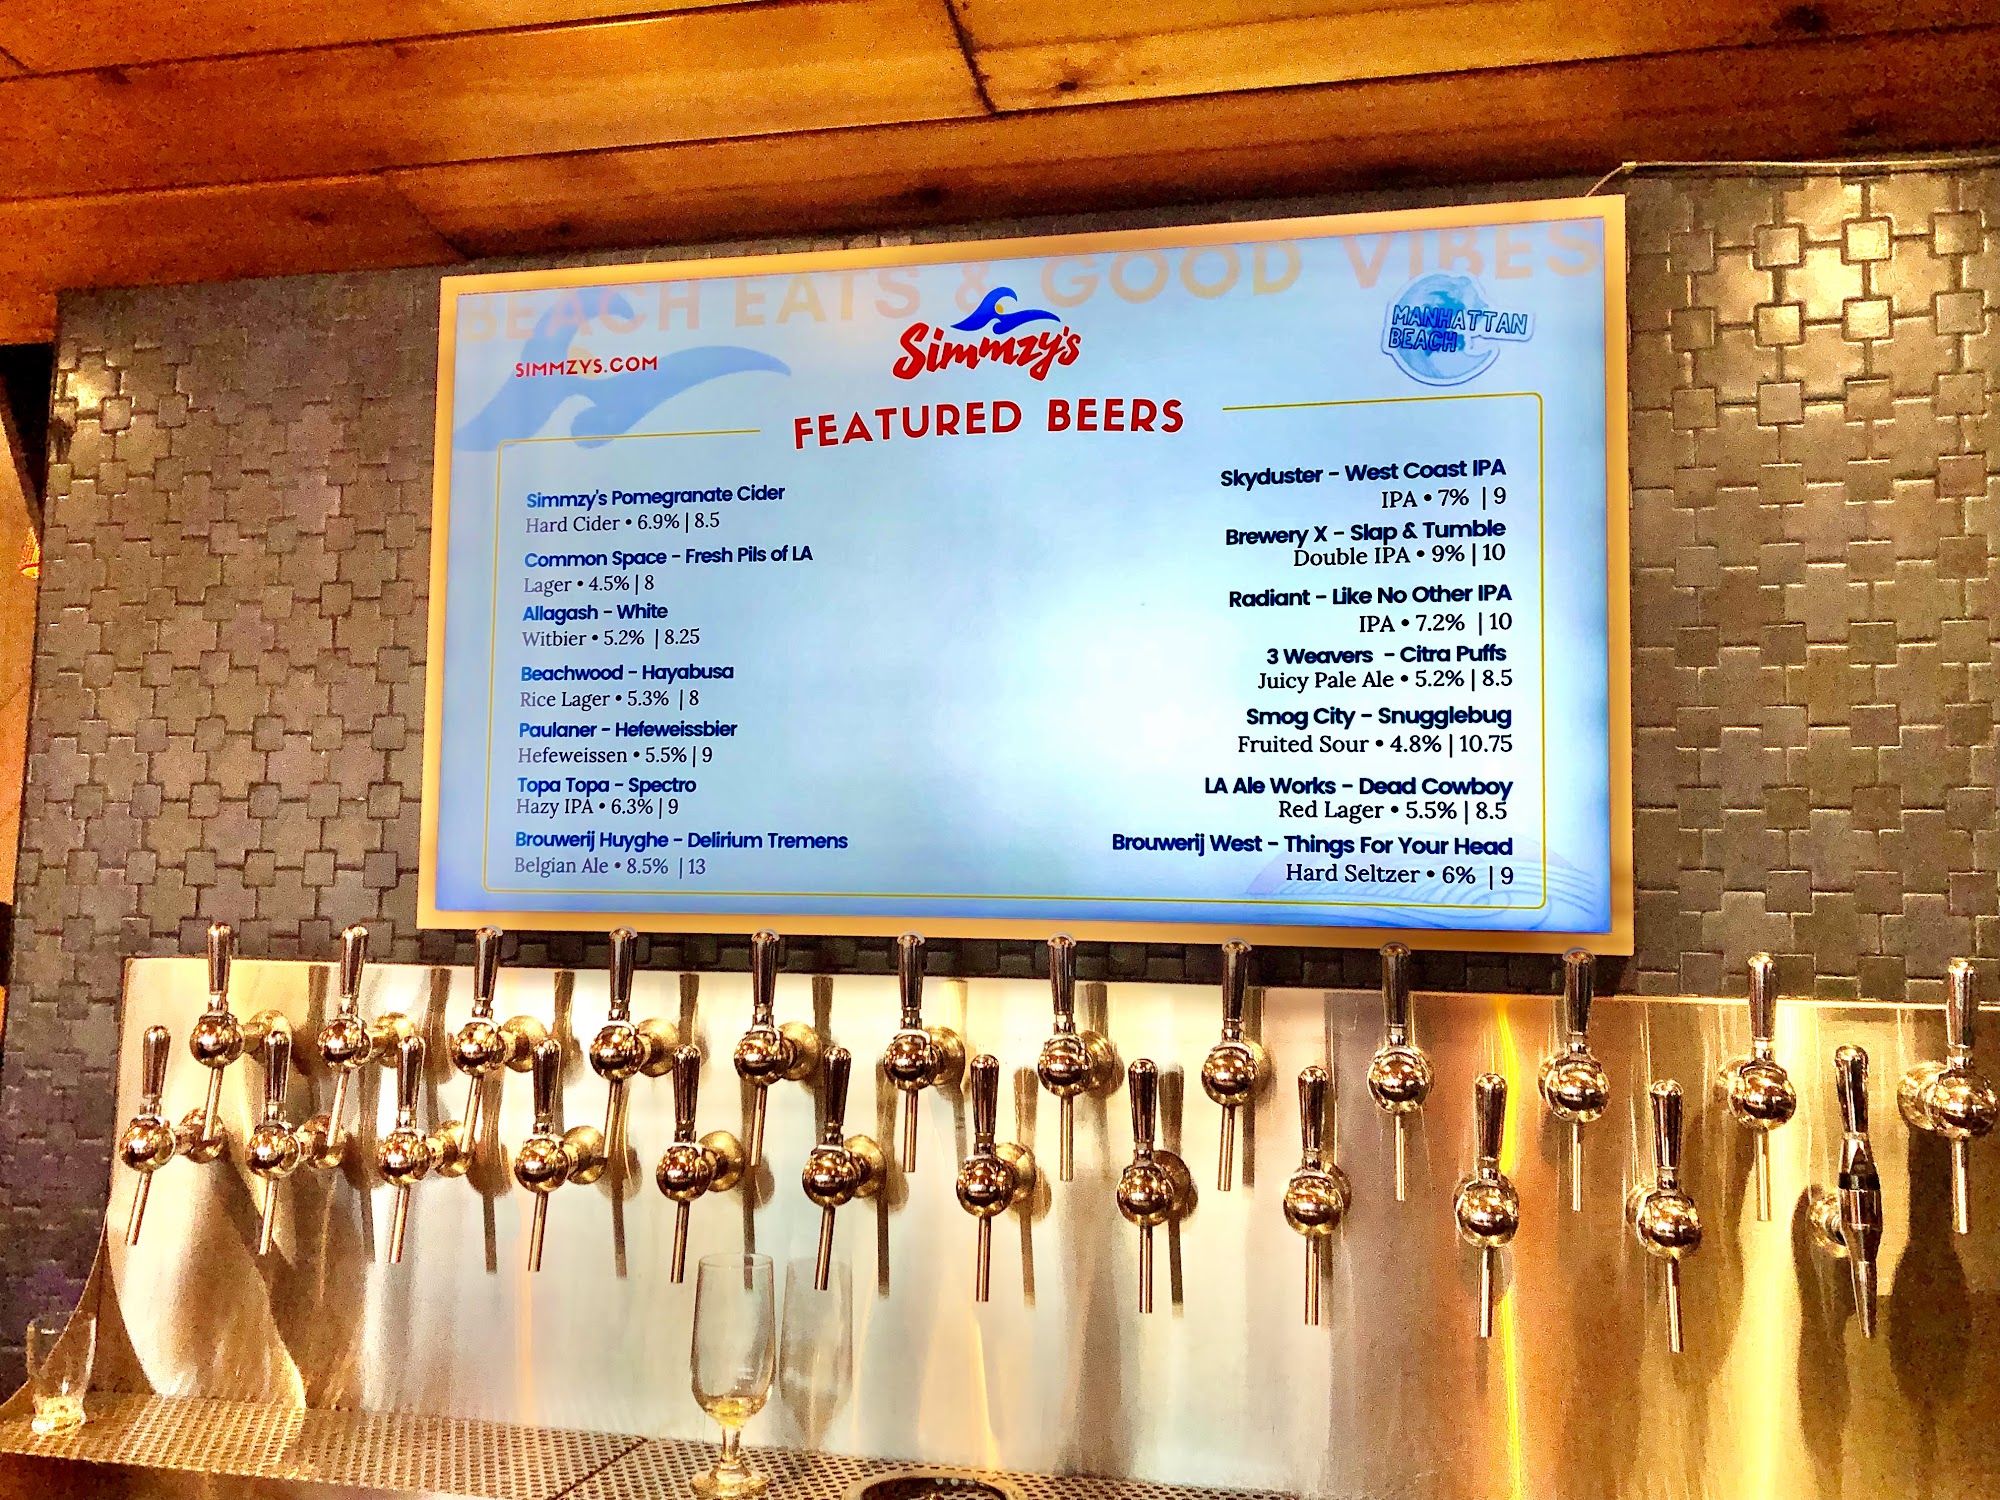 BEACH EATS & GOOD VIBES
SIMMZYS.COM
Simmzy's
MANHATTAN
BEACH
FEATURED BEERS
Simmzy's Pomegranate Cider
Hard Cider • 6.9% | 8.5
Common Space - Fresh Pils of LA
Lager • 4.5% | 8
Allagash - White
Witbier • 5.2% | 8.25
Beachwood - Hayabusa
Rice Lager • 5.3% | 8
Paulaner - Hefeweissbier
Hefeweissen • 5.5% | 9
Topa Topa - Spectro
Hazy IPA • 6.3% | 9
Brouwerij Huyghe - Delirium Tremens
Belgian Ale • 8.5% | 13
Skyduster - West Coast IPA
IPA • 7% | 9
Brewery X - Slap & Tumble
Double IPA • 9% | 10
Radiant - Like No Other IPA
IPA • 7.2% | 10
3 Weavers - Citra Puffs
Juicy Pale Ale • 5.2% | 8.5
Smog City - Snugglebug
Fruited Sour • 4.8% | 10.75
LA Ale Works - Dead Cowboy
Red Lager • 5.5% | 8.5
Brouwerij West - Things For Your Head
Hard Seltzer • 6% | 9